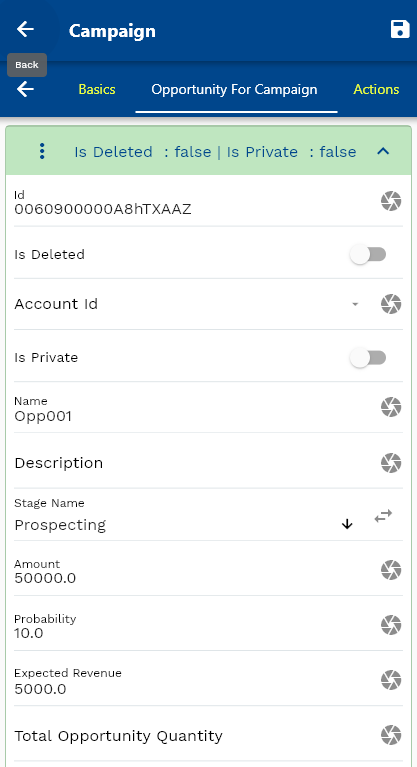 Campaign
Back
Basics Opportunity For Campaign Actions
Is Deleted : false | Is Private : false
Id
0060900000A8hTXAAZ
Is Deleted
Account Id
Is Private
Name
Opp001
Description
Stage Name
Prospecting
Amount
50000.0
Probability
10.0
Expected Revenue
5000.0
Total Opportunity Quantity